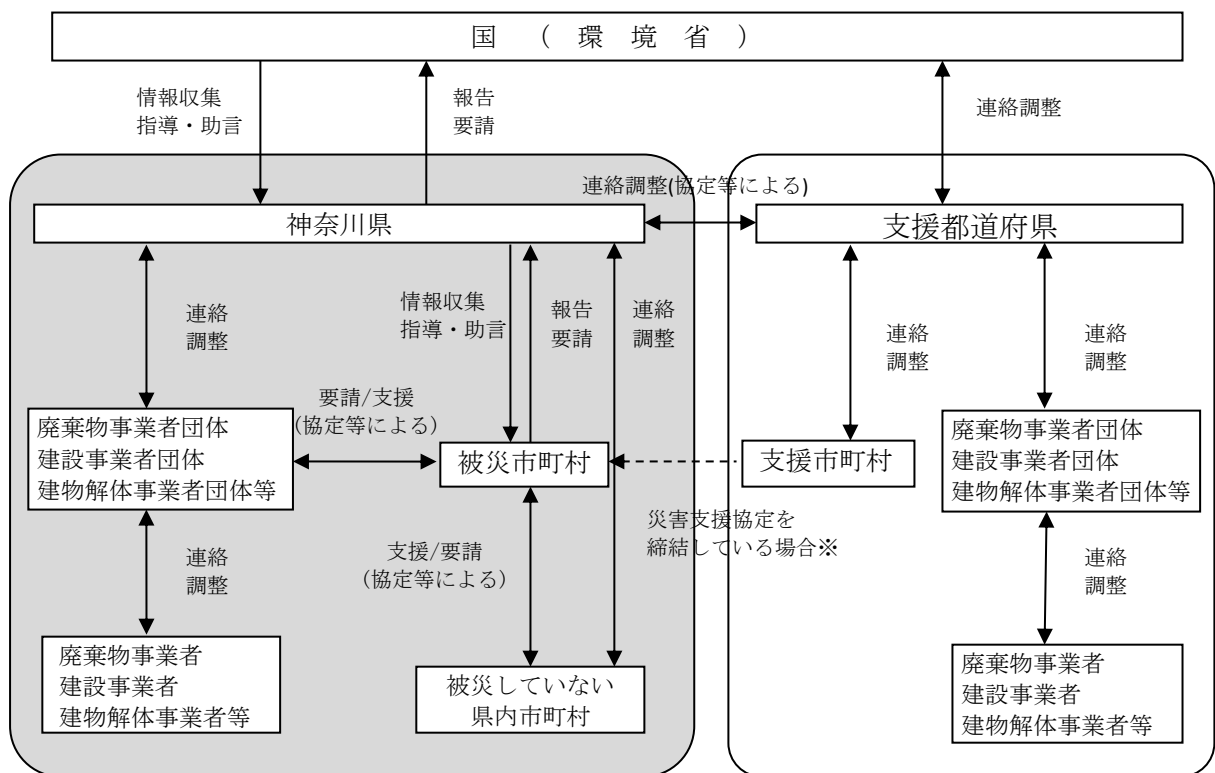 国（環境省）
情報収集
指導・助言
報告
要請
連絡調整
連絡調整(協定等による)
神奈川県
支援都道府県
連絡
調整
情報収集
指導・助言
報告
要請
連絡
調整
連絡
調整
連絡
調整
要請/支援
（協定等による）
廃棄物事業者団体
建設事業者団体
建物解体事業者団体等
被災市町村
支援市町村
廃棄物事業者団体
建設事業者団体
建物解体事業者団体等
災害支援協定を
締結している場合※
連絡
調整
支援/要請
（協定等による）
連絡
調整
廃棄物事業者
建設事業者
建物解体事業者等
被災していない
県内市町村
廃棄物事業者
建設事業者
建物解体事業者等